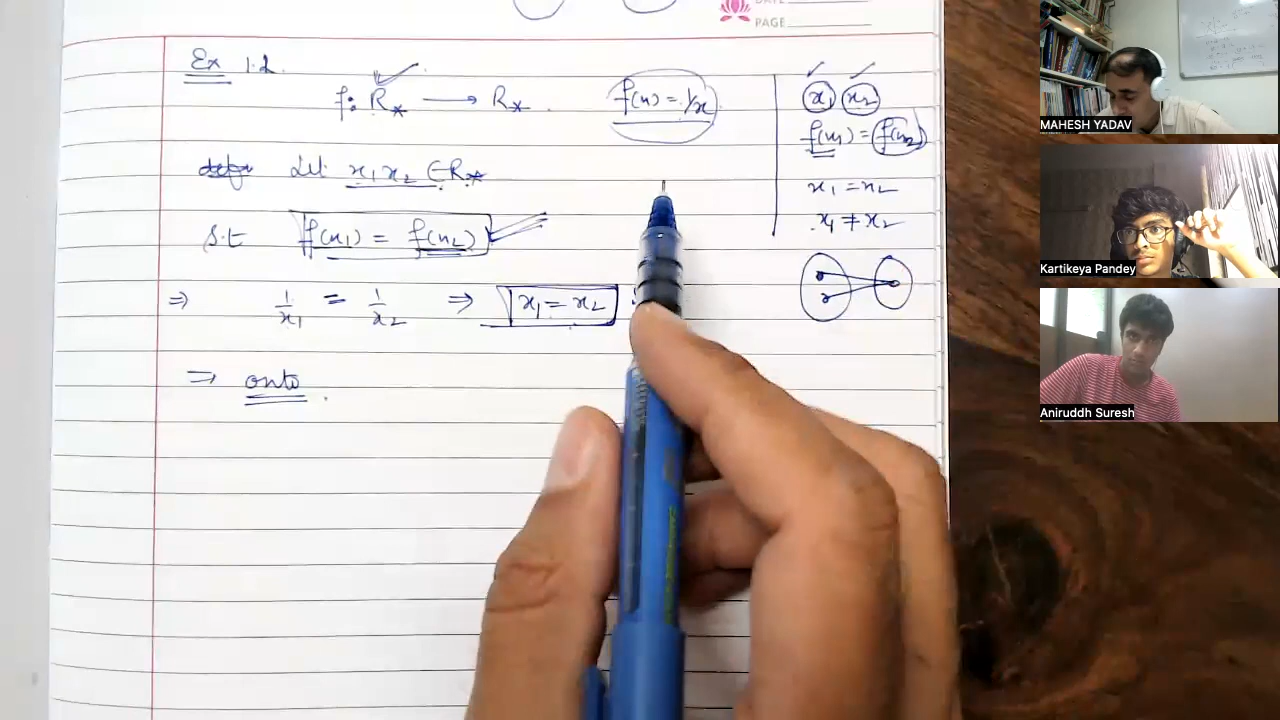 DATE
PAGE
Ex 1.2.
f: R* → R* . f(x) = 1/x
Let x₁ x₂ ∈ R*
s.t f(x₁) = f(x₂)
⇒ 1/x₁ = 1/x₂ ⇒ x₁ = x₂
⇒ onto .
x₁ x₂
f(x₁) = f(x₂)
x₁ = x₂
x₁ ≠ x₂
MAHESH YADAV
Kartikeya Pandey
Aniruddh Suresh